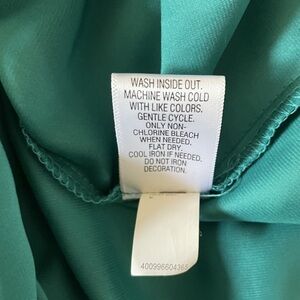 WASH INSIDE OUT.
MACHINE WASH COLD
WITH LIKE COLORS.
GENTLE CYCLE.
ONLY NON-
CHLORINE BLEACH
WHEN NEEDED.
FLAT DRY.
COOL IRON IF NEEDED.
DO NOT IRON
DECORATION.
400996604365